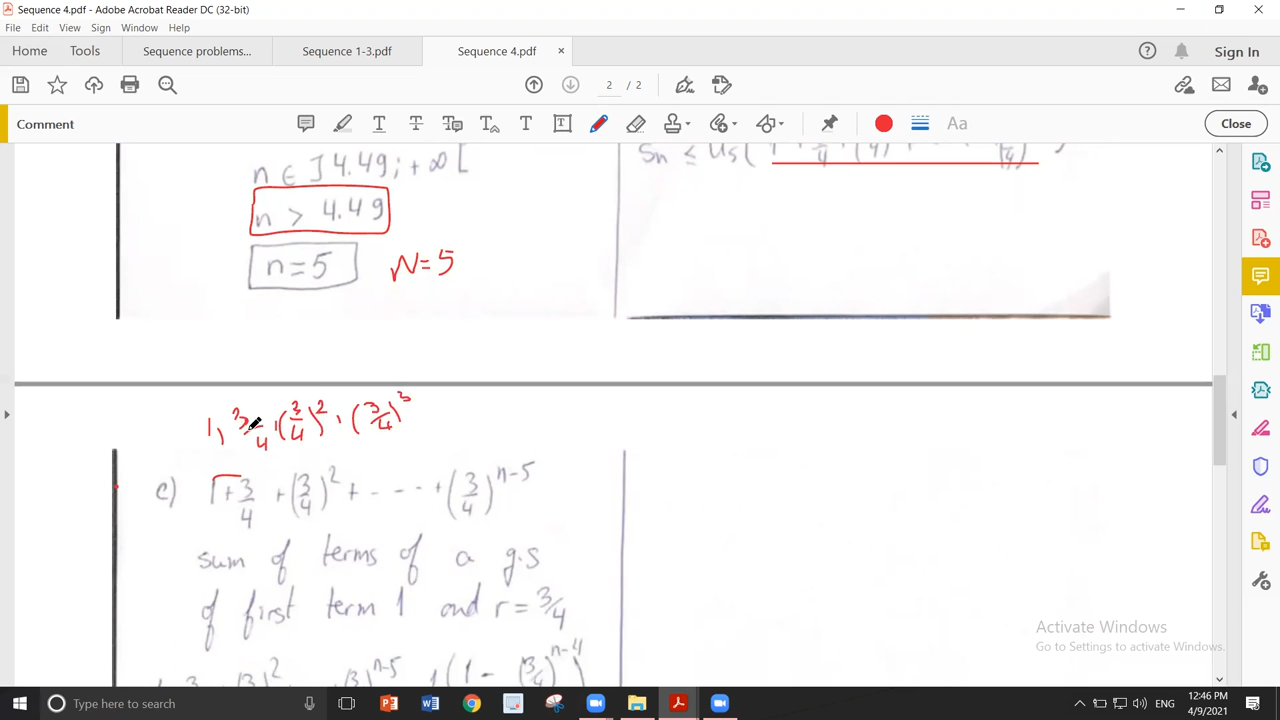 Sequence 4.pdf - Adobe Acrobat Reader DC (32-bit)
File Edit View Sign Window Help
Home Tools Sequence problems... Sequence 1-3.pdf Sequence 4.pdf × Sign In
2 / 2
Comment Aa Close
n ∈ ]4.49; +∞[
n > 4.49
n = 5 N = 5
Sn ≤ U5(
1, 3/4, (3/4)^2, (3/4)^3
c) 1 + 3/4 + (3/4)^2 + - - - - + (3/4)^n-5
sum of terms of a g.s
of first term 1 and r = 3/4
Activate Windows
Go to Settings to activate Windows.
Type here to search
ENG
12:46 PM
4/9/2021